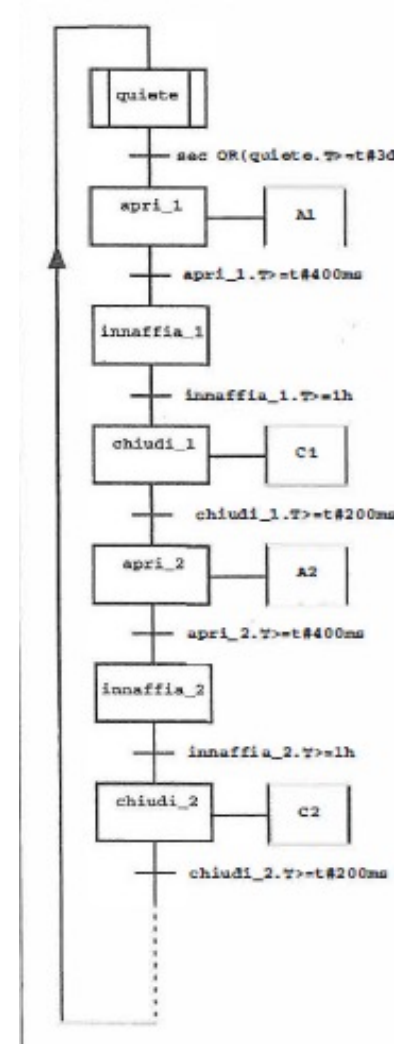 quiete
sec OR(quiete.T>=t#3d
apri_1
A1
apri_1.T>=t#400ms
innaffia_1
innaffia_1.T>=1h
chiudi_1
C1
chiudi_1.T>=t#200ms
apri_2
A2
apri_2.T>=t#400ms
innaffia_2
innaffia_2.T>=1h
chiudi_2
C2
chiudi_2.T>=t#200ms